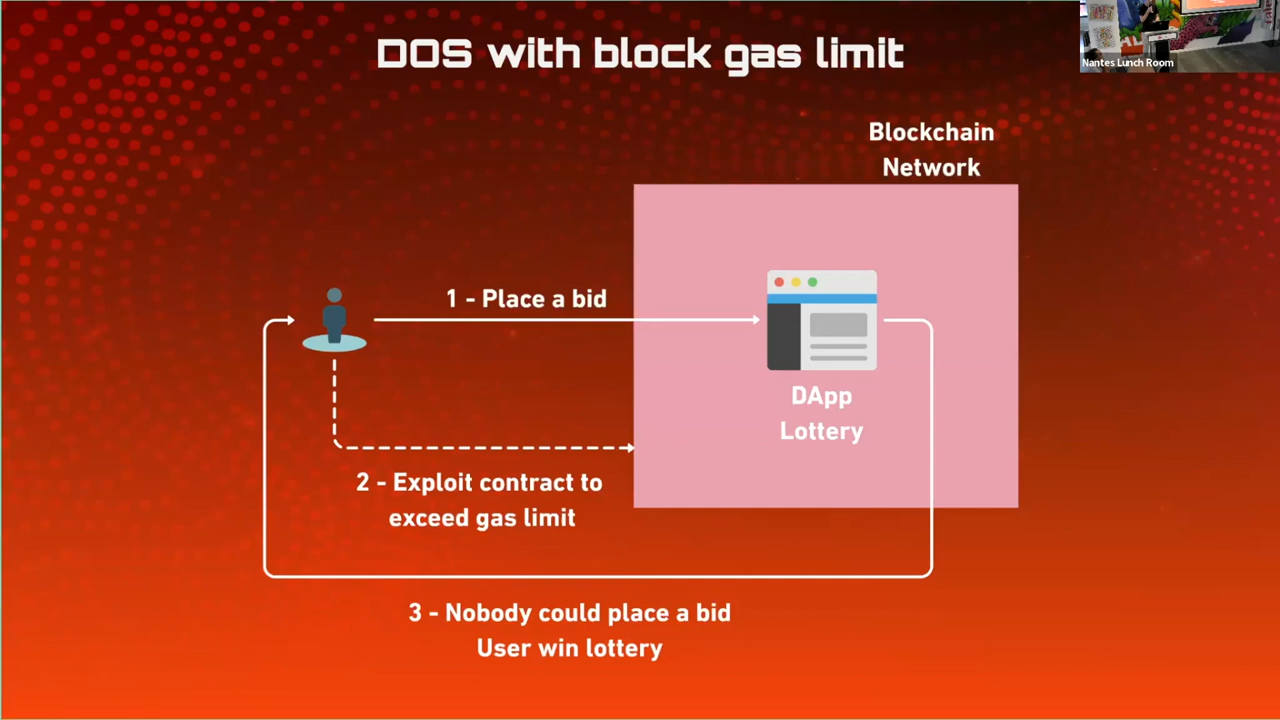 DOS with block gas limit
Nantes Lunch Room
Blockchain
Network
1 - Place a bid
DApp
Lottery
2 - Exploit contract to
exceed gas limit
3 - Nobody could place a bid
User win lottery